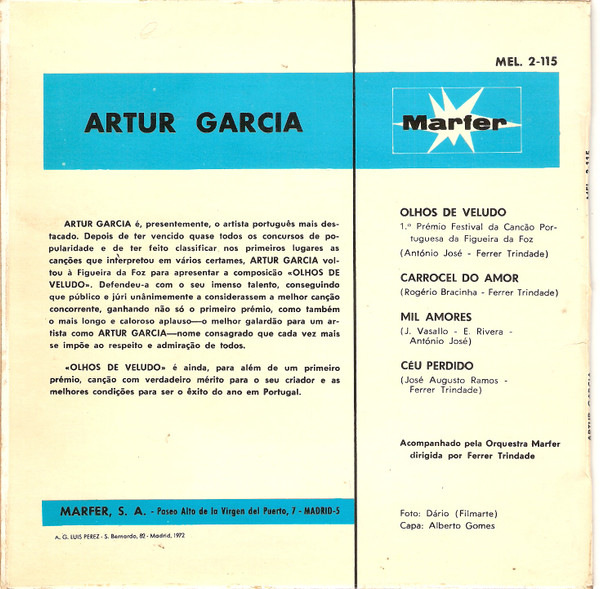 MEL. 2-115
ARTUR GARCIA
Marfer
ARTUR GARCIA é, presentemente, o artista português mais des-
tacado. Depois de ter vencido quase todos os concursos de po-
pularidade e de ter feito classificar nos primeiros lugares as
canções que interpretou em vários certames, ARTUR GARCIA vol-
tou à Figueira da Foz para apresentar a composicão «OLHOS DE
VELUDO». Defendeu-a com o seu imenso talento, conseguindo
que público e júri unânimemente a considerassem a melhor canção
concorrente, ganhando não só o primeiro prémio, como também
o mais longo e caloroso aplauso—o melhor galardão para um ar-
tista como ARTUR GARCIA—nome consagrado que cada vez mais
se impõe ao respeito e admiração de todos.
«OLHOS DE VELUDO» é ainda, para além de um primeiro
prémio, canção com verdadeiro mérito para o seu criador e as
melhores condições para ser o êxito do ano em Portugal.
MARFER, S. A. - Paseo Alto de la Virgen del Puerto, 7 - MADRID-5
A. G. LUIS PEREZ - S. Bernardo, 82 - Madrid, 1972
OLHOS DE VELUDO
1.º Prémio Festival da Cancão Por-
tuguesa da Figueira da Foz
(António José - Ferrer Trindade)
CARROCEL DO AMOR
(Rogério Bracinha - Ferrer Trindade)
MIL AMORES
(J. Vasallo - E. Rivera -
António José)
CÉU PERDIDO
(José Augusto Ramos -
Ferrer Trindade)
Acompanhado pela Orquestra Marfer
dirigida por Ferrer Trindade
Foto: Dário (Filmarte)
Capa: Alberto Gomes
MEL. 2-115
ARTUR GARCIA